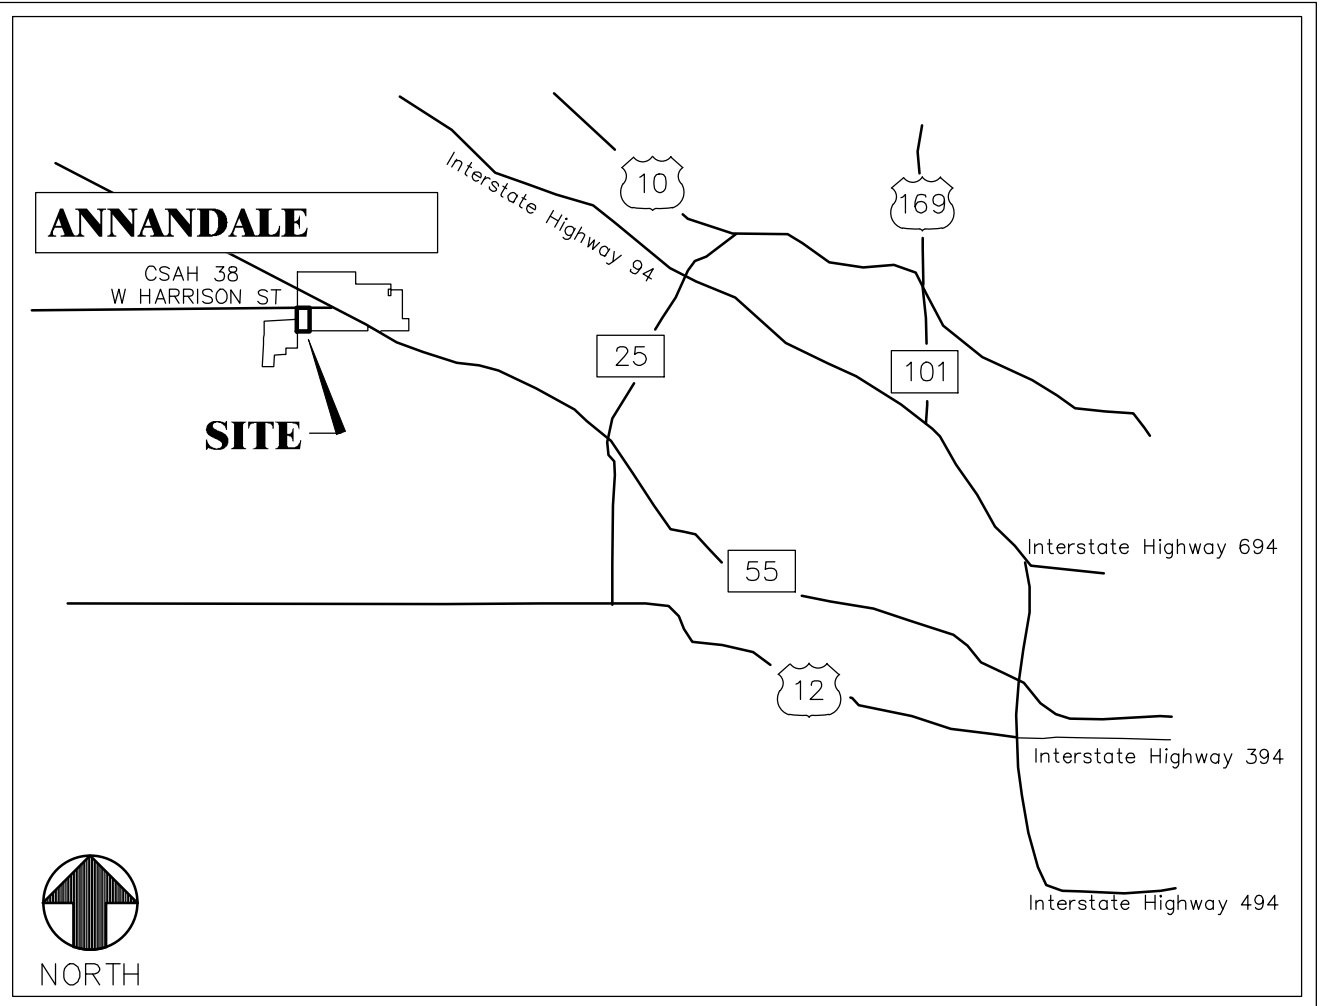 10
169
Interstate Highway 94
ANNANDALE
CSAH 38
W HARRISON ST
25
101
SITE
Interstate Highway 694
55
12
Interstate Highway 394
Interstate Highway 494
NORTH